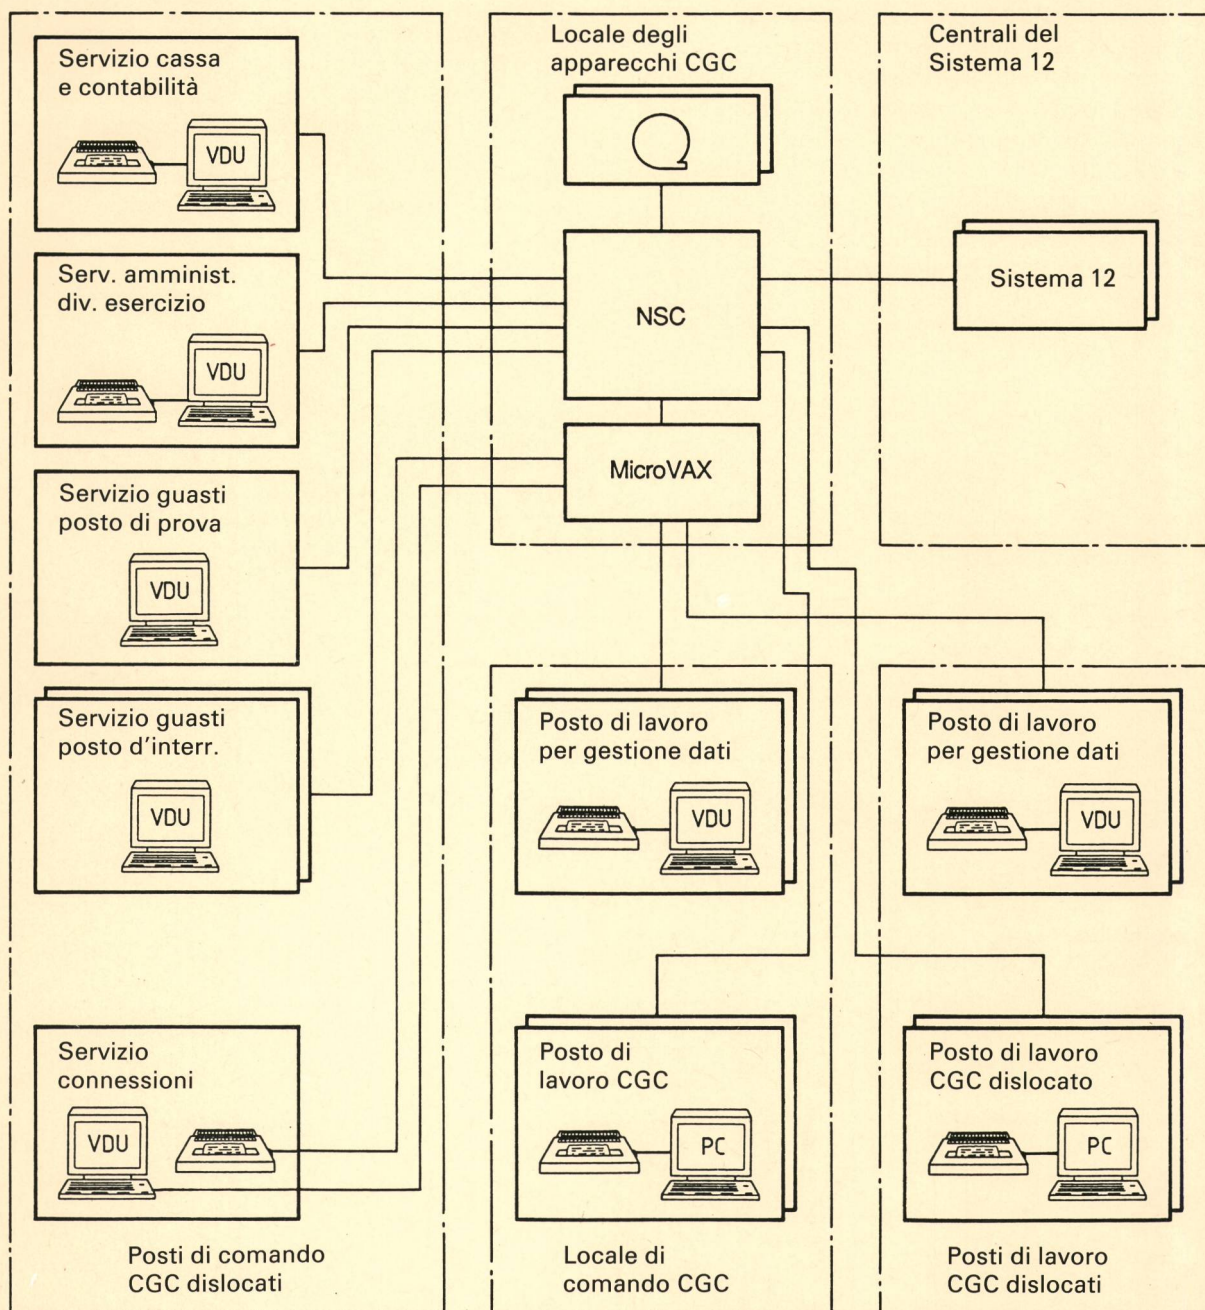 Servizio cassa
e contabilità
VDU
Serv. amminist.
div. esercizio
VDU
Servizio guasti
posto di prova
VDU
Servizio guasti
posto d'interr.
VDU
Servizio
connessioni
VDU
Posti di comando
CGC dislocati
Locale degli
apparecchi CGC
NSC
MicroVAX
Centrali del
Sistema 12
Sistema 12
Posto di lavoro
per gestione dati
VDU
Posto di
lavoro CGC
PC
Locale di
comando CGC
Posto di lavoro
per gestione dati
VDU
Posto di lavoro
CGC dislocato
PC
Posti di lavoro
CGC dislocati